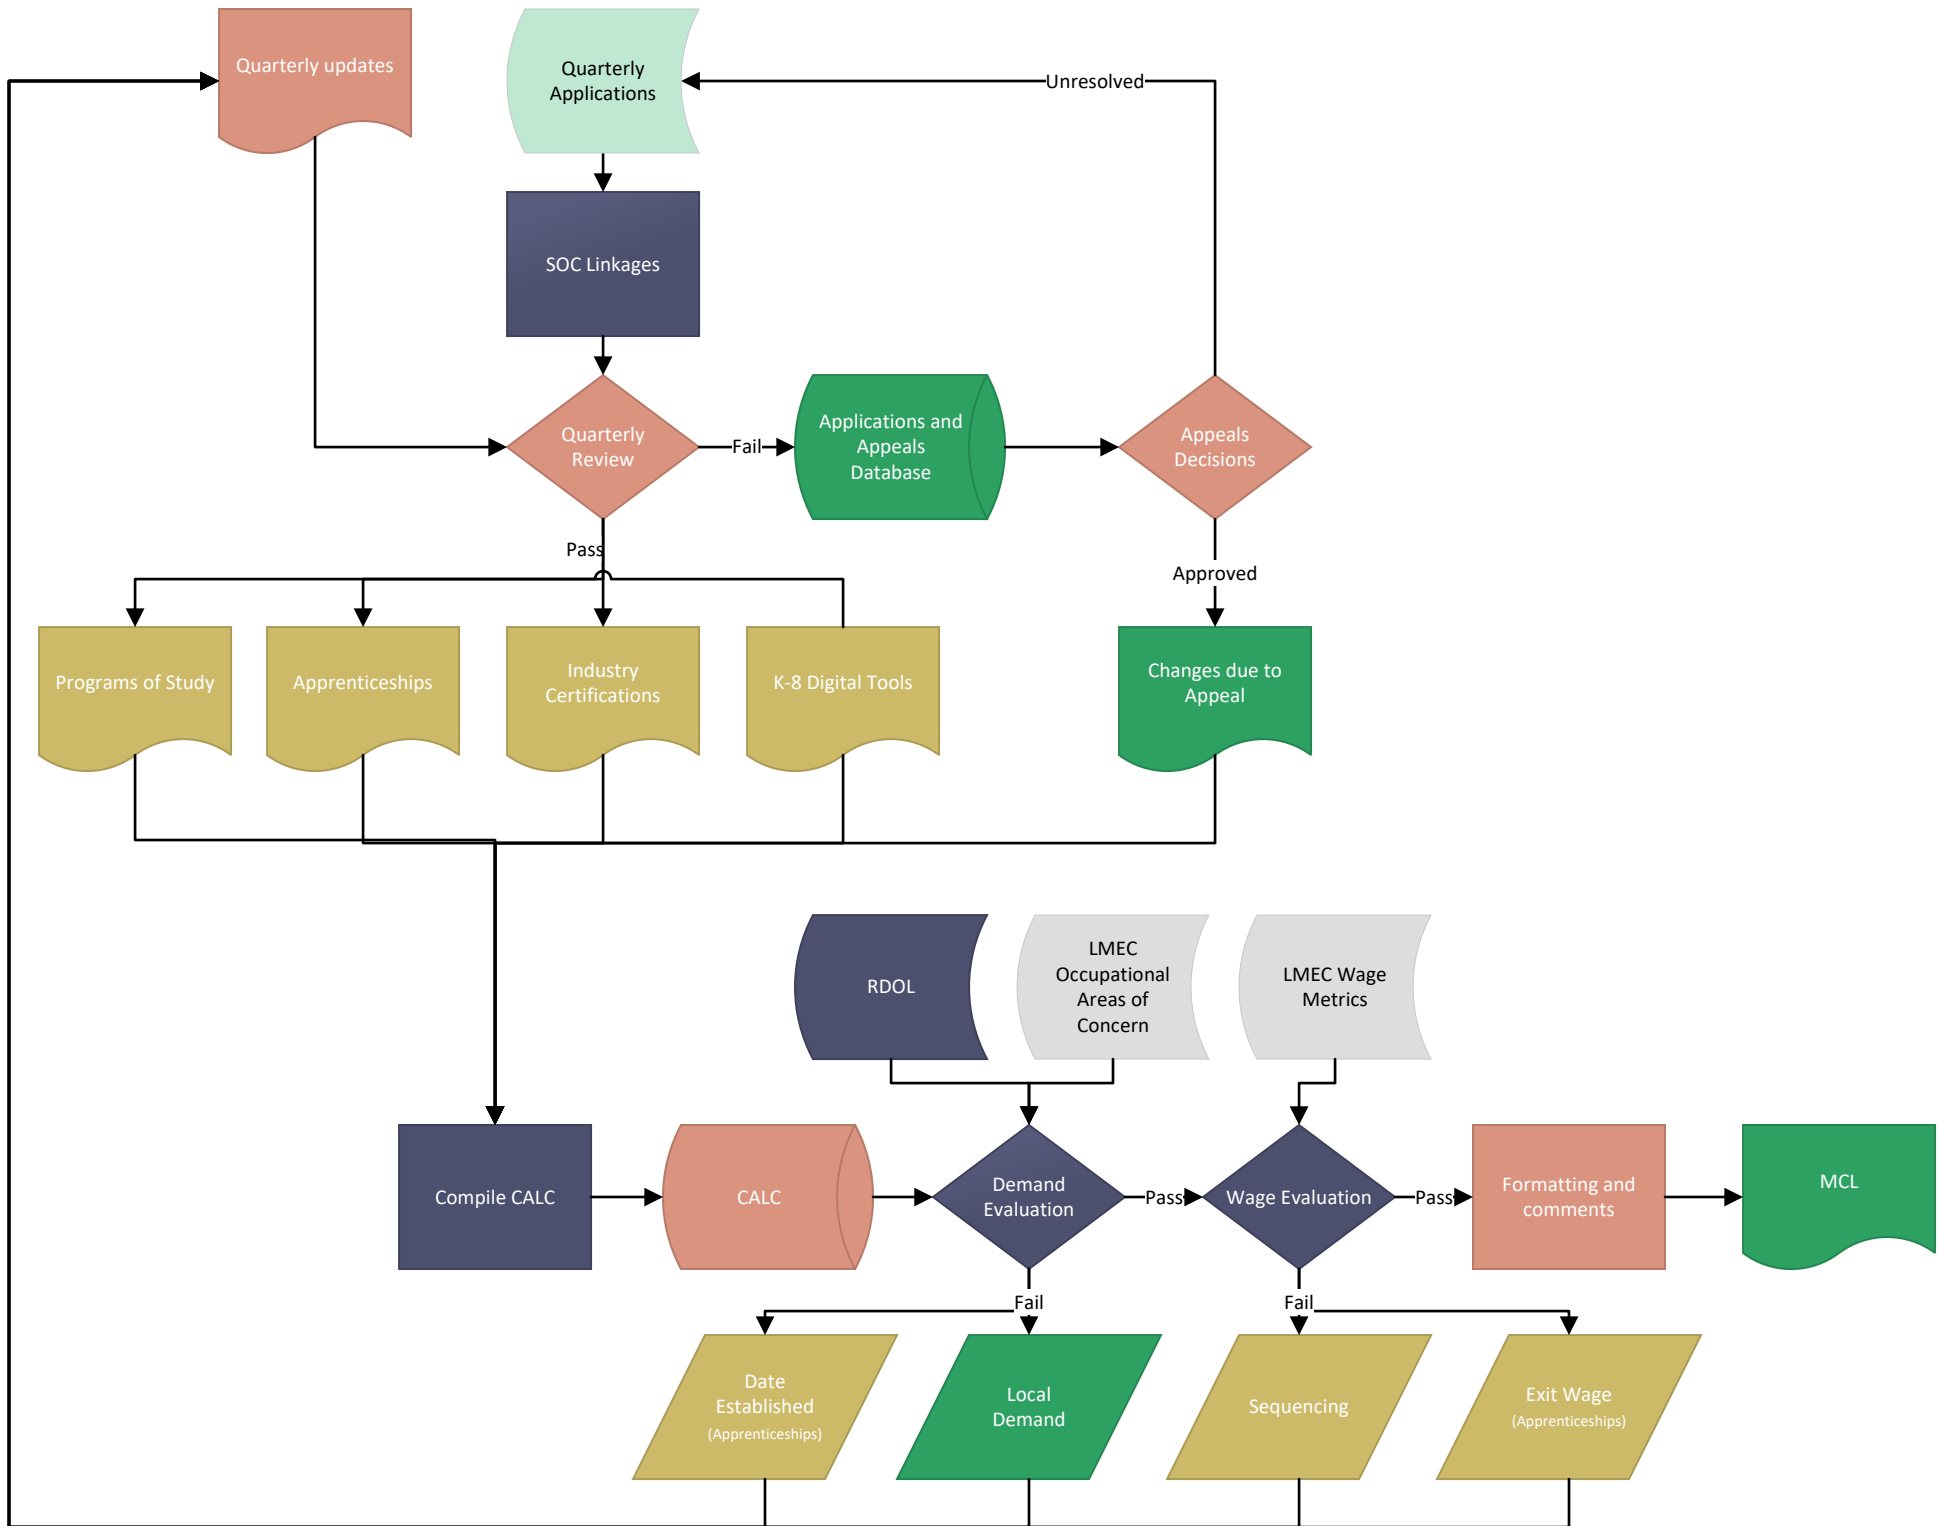 Quarterly updates
Quarterly
Applications
Unresolved
SOC Linkages
Quarterly
Review
Fail
Applications and
Appeals
Database
Appeals
Decisions
Pass
Approved
Programs of Study
Apprenticeships
Industry
Certifications
K-8 Digital Tools
Changes due to
Appeal
RDOL
LMEC
Occupational
Areas of
Concern
LMEC Wage
Metrics
Compile CALC
CALC
Demand
Evaluation
Pass
Wage Evaluation
Pass
Formatting and
comments
MCL
Fail
Fail
Date
Established
(Apprenticeships)
Local
Demand
Sequencing
Exit Wage
(Apprenticeships)